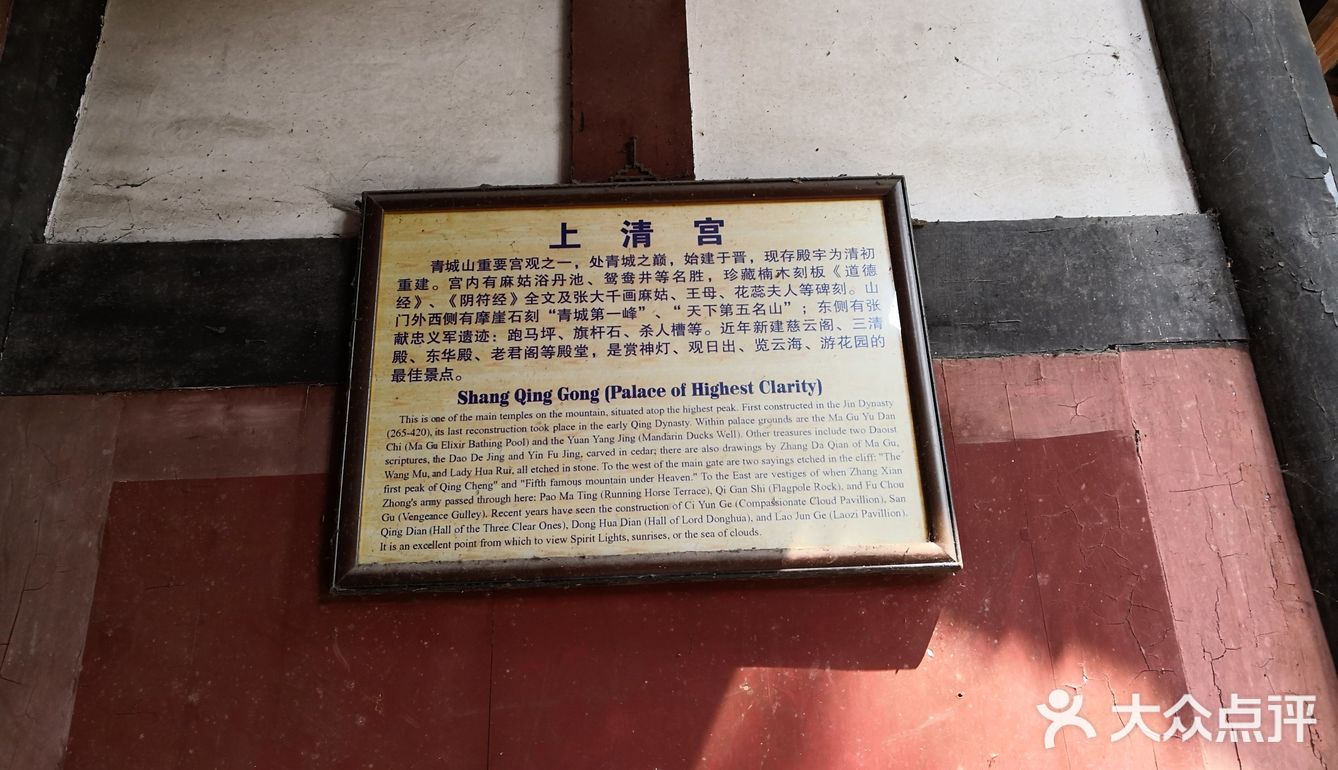 上清宫
青城山重要宫观之一，处青城之巅，始建于晋，现存殿宇为清初
重建。宫内有麻姑浴丹池、鸳鸯井等名胜，珍藏楠木刻板《道德
经》、《阴符经》全文及张大千画麻姑、王母、花蕊夫人等碑刻。山
门外西侧有摩崖石刻“青城第一峰”、“天下第五名山”；东侧有张
献忠义军遗迹：跑马坪、旗杆石、杀人槽等。近年新建慈云阁、三清
殿、东华殿、老君阁等殿堂，是赏神灯、观日出、览云海、游花园的
最佳景点。
Shang Qing Gong (Palace of Highest Clarity)
This is one of the main temples on the mountain, situated atop the highest peak. First constructed in the Jin Dynasty
(265-420), its last reconstruction took place in the early Qing Dynasty. Within palace grounds are the Ma Gu Yu Dan
Chi (Ma Gu Elixir Bathing Pool) and the Yuan Yang Jing (Mandarin Ducks Well). Other treasures include two Daoist
scriptures, the Dao De Jing and Yin Fu Jing, carved in cedar; there are also drawings by Zhang Da Qian of Ma Gu,
Wang Mu, and Lady Hua Rui, all etched in stone. To the west of the main gate are two sayings etched in the cliff: "The
first peak of Qing Cheng" and "Fifth famous mountain under Heaven." To the East are vestiges of when Zhang Xian
Zhong's army passed through here: Pao Ma Ting (Running Horse Terrace), Qi Gan Shi (Flagpole Rock), and Fu Chou
Gu (Vengeance Gulley). Recent years have seen the construction of Ci Yun Ge (Compassionate Cloud Pavillion), San
Qing Dian (Hall of the Three Clear Ones), Dong Hua Dian (Hall of Lord Donghua), and Lao Jun Ge (Laozi Pavillion).
It is an excellent point from which to view Spirit Lights, sunrises, or the sea of clouds.
大众点评